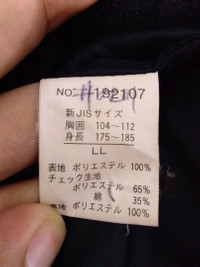 NO. 192107
新JISサイズ
胸囲 104～112
身長 175～185
LL
表地 ポリエステル 100%
チェック生地
ポリエステル 65%
綿 35%
裏地 ポリエステル 100%